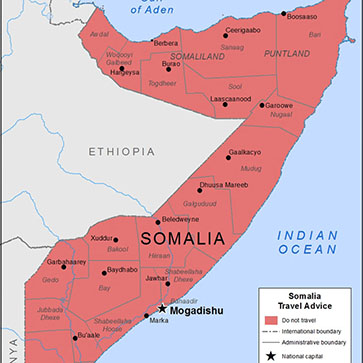 Gulf
of Aden
Boosaaso
Ceerigaabo
Awdal
Berbera
Sanaag
Bari
SOMALILAND
PUNTLAND
Woqooyi
Galbeed
Burao
Hargeysa
Togdheer
Sool
Laascaanood
Garoowe
Nugaal
ETHIOPIA
Gaalkacyo
Mudug
Dhuusa Mareeb
Galguduud
Beledweyne
INDIAN
OCEAN
Xuddur
SOMALIA
Bakool
Hiiraan
Garbahaarey
Baydhabo
Shabeellaha
Dhexe
Gedo
Jawhar
Bay
Banaadir
Mogadishu
Jubbada
Dhexe
Shabeellaha
Hoose
Marka
Bu'aale
NYA
Somalia
Travel Advice
Do not travel
International boundary
Administrative boundary
National capital